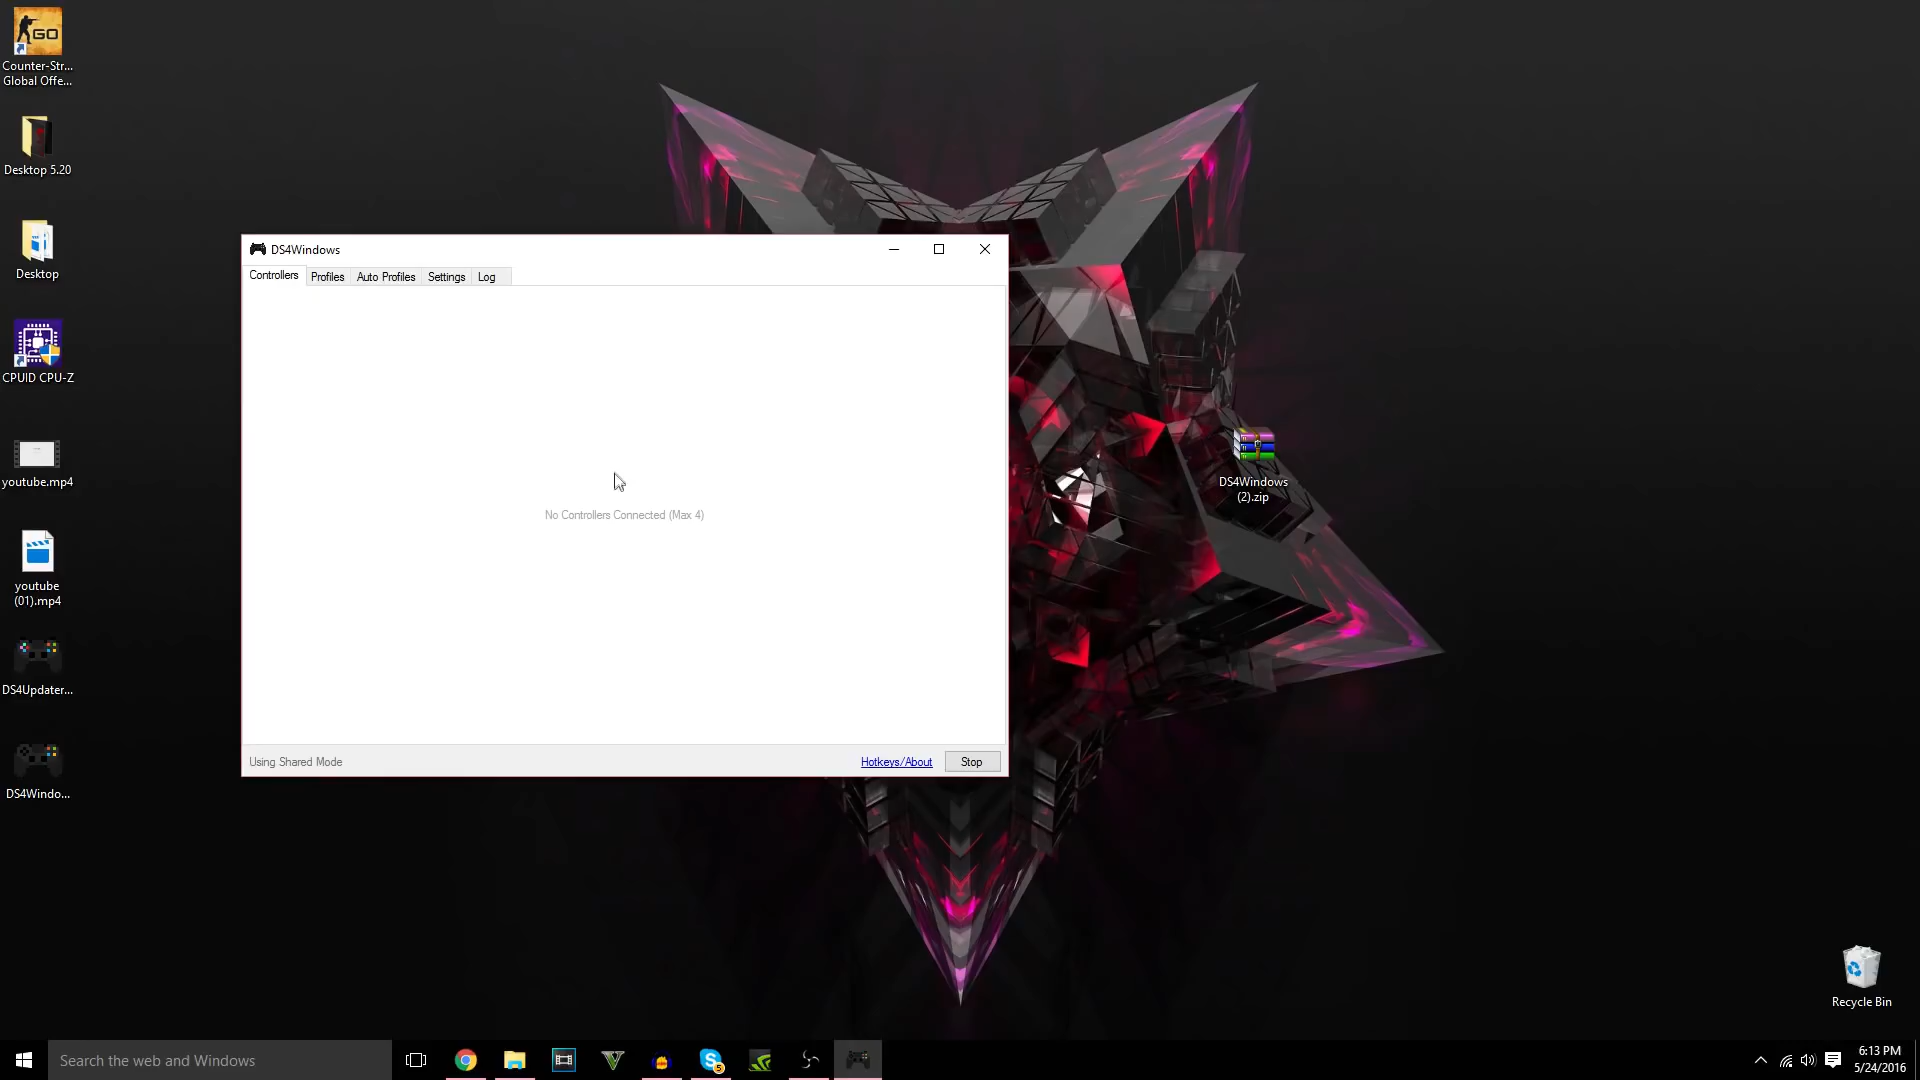 GO
Counter-Str...
Global Offe...
Desktop 5.20
Desktop
CPUID CPU-Z
youtube.mp4
youtube
(01).mp4
DS4Updater...
DS4Windo...
DS4Windows
Controllers
Profiles
Auto Profiles
Settings
Log
No Controllers Connected (Max 4)
Using Shared Mode
Hotkeys/About
Stop
DS4Windows
(2).zip
Recycle Bin
Search the web and Windows
5
6:13 PM
5/24/2016